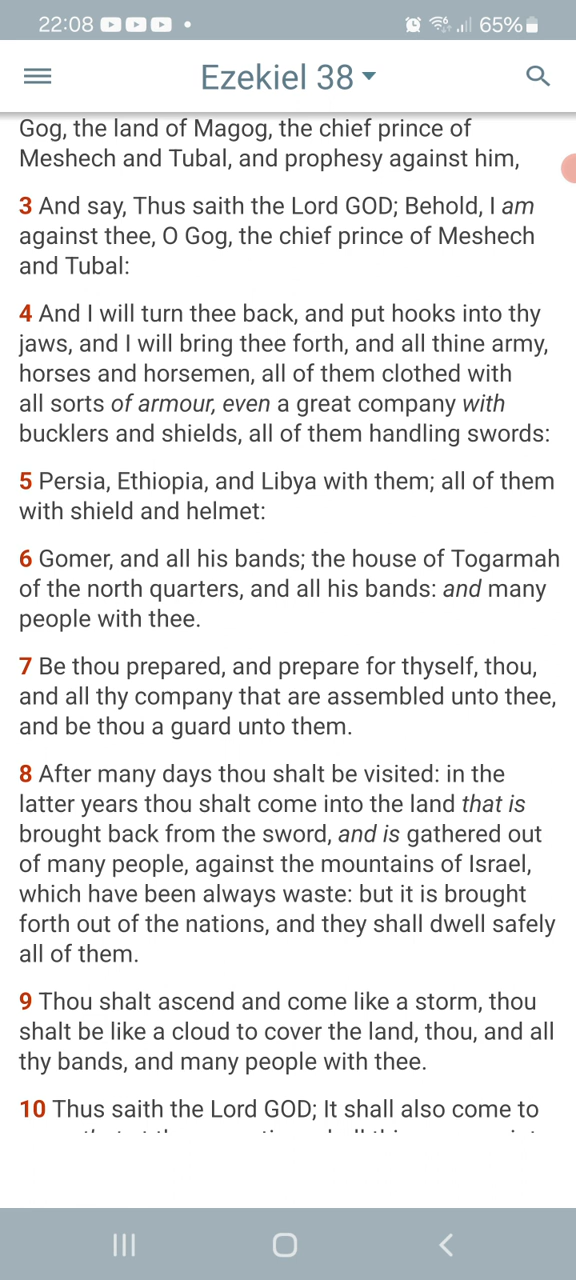 22:08
65%
Ezekiel 38
Gog, the land of Magog, the chief prince of
Meshech and Tubal, and prophesy against him,
3 And say, Thus saith the Lord GOD; Behold, I am
against thee, O Gog, the chief prince of Meshech
and Tubal:
4 And I will turn thee back, and put hooks into thy
jaws, and I will bring thee forth, and all thine army,
horses and horsemen, all of them clothed with
all sorts of armour, even a great company with
bucklers and shields, all of them handling swords:
5 Persia, Ethiopia, and Libya with them; all of them
with shield and helmet:
6 Gomer, and all his bands; the house of Togarmah
of the north quarters, and all his bands: and many
people with thee.
7 Be thou prepared, and prepare for thyself, thou,
and all thy company that are assembled unto thee,
and be thou a guard unto them.
8 After many days thou shalt be visited: in the
latter years thou shalt come into the land that is
brought back from the sword, and is gathered out
of many people, against the mountains of Israel,
which have been always waste: but it is brought
forth out of the nations, and they shall dwell safely
all of them.
9 Thou shalt ascend and come like a storm, thou
shalt be like a cloud to cover the land, thou, and all
thy bands, and many people with thee.
10 Thus saith the Lord GOD; It shall also come to